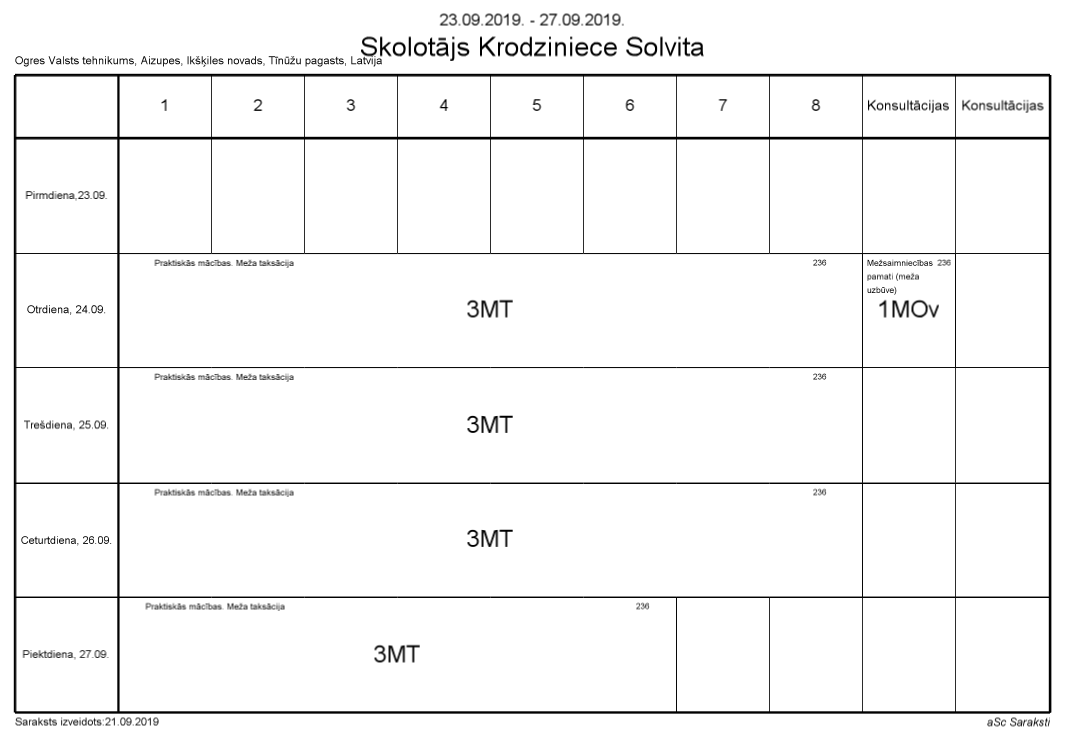 23.09.2019. - 27.09.2019.
Skolotājs Krodziniece Solvita
Ogres Valsts tehnikums, Aizupes, Ikšķiles novads, Tīnūžu pagasts, Latvija
1 2 3 4 5 6 7 8 Konsultācijas Konsultācijas
Pirmdiena,23.09.
Praktiskās mācības. Meža taksācija 236 Mežsaimniecības 236
pamati (meža
uzbūve)
Otrdiena, 24.09. 3MT 1MOv
Praktiskās mācības. Meža taksācija 236
Trešdiena, 25.09. 3MT
Praktiskās mācības. Meža taksācija 236
Ceturtdiena, 26.09. 3MT
Praktiskās mācības. Meža taksācija 236
Piektdiena, 27.09. 3MT
Saraksts izveidots:21.09.2019 aSc Saraksti